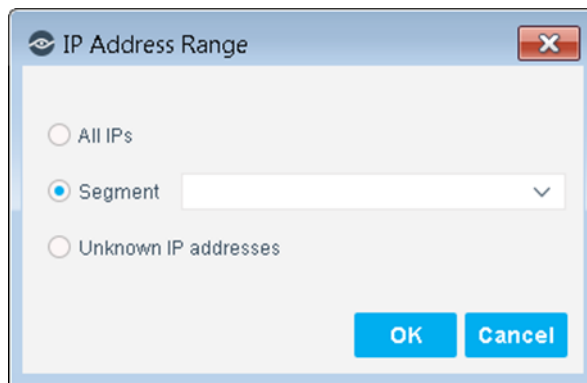 IP Address Range
All IPs
Segment
Unknown IP addresses
OK Cancel